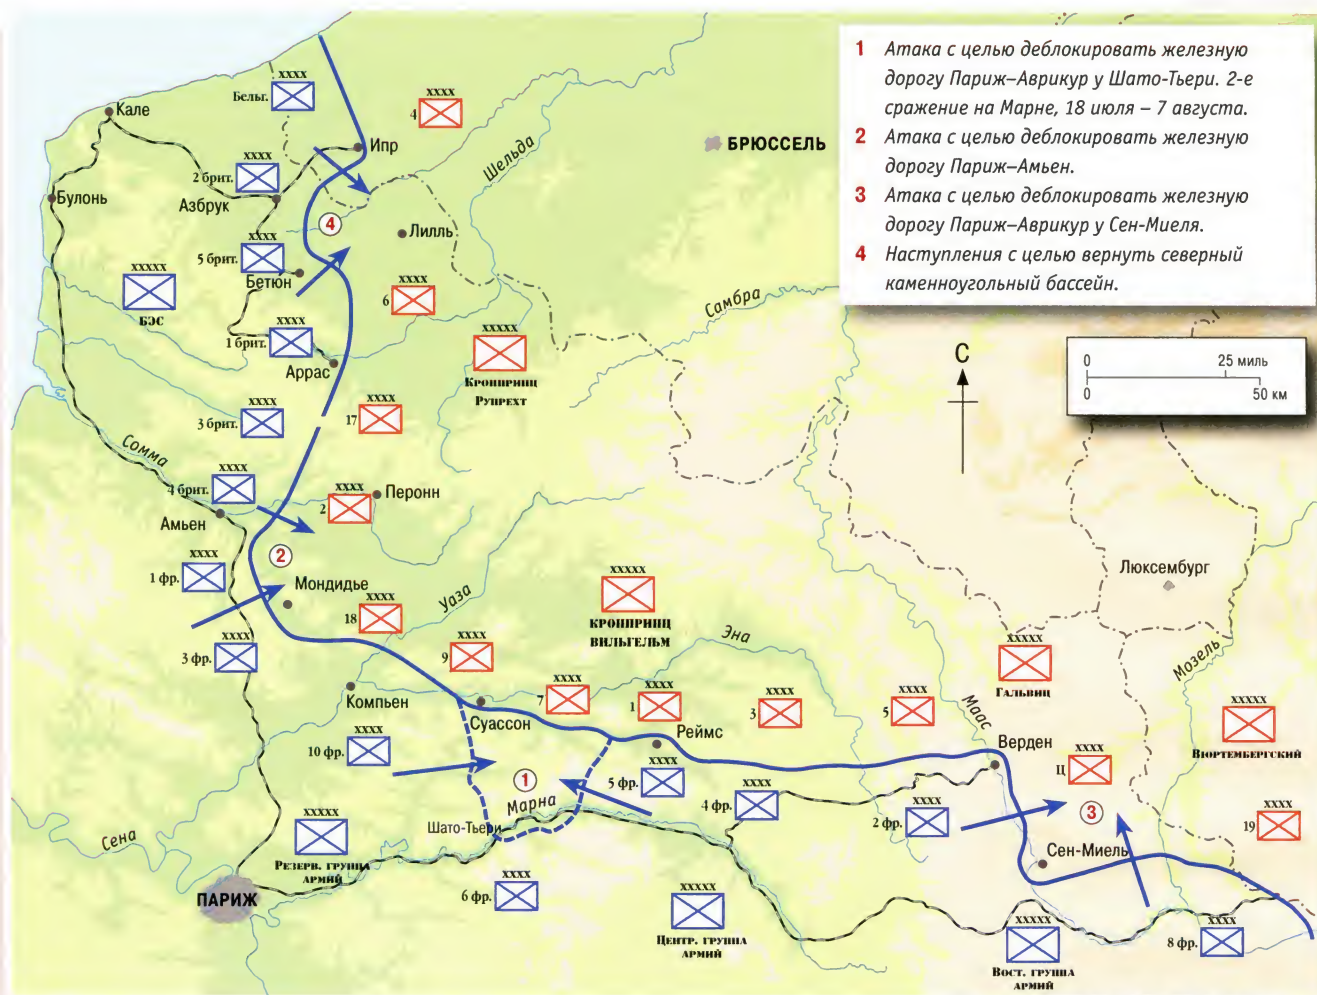 1 Атака с целью деблокировать железную
дорогу Париж–Аврикур у Шато-Тьери. 2-е
сражение на Марне, 18 июля – 7 августа.
2 Атака с целью деблокировать железную
дорогу Париж–Амьен.
3 Атака с целью деблокировать железную
дорогу Париж–Аврикур у Сен-Миеля.
4 Наступления с целью вернуть северный
каменноугольный бассейн.
С
0 25 миль
0 50 км
XXXX
Бельг.
Кале
XXXX
4
Ипр
БРЮССЕЛЬ
Шельда
XXXX
2 брит.
Азбрук
Булонь
4
Лилль
XXXX
5 брит.
Бетюн
XXXXX
БЭС
XXXX
6
Самбра
XXXX
1 брит.
Аррас
XXXXX
Кронпринц
Рупрехт
XXXX
3 брит.
XXXX
17
Сомма
XXXX
4 брит.
Амьен
XXXX
2
Перонн
2
XXXX
1 фр.
Мондидье
XXXX
18
Уаза
XXXXX
КРОНПРИНЦ
ВИЛЬГЕЛЬМ
Люксембург
XXXX
3 фр.
XXXX
9
Эна
XXXXX
Гальвиц
Мозель
Компьен
Суассон
XXXX
7
XXXX
1
Реймс
XXXX
3
XXXX
5
Маас
Верден
XXXXX
Вюртембергский
XXXX
10 фр.
1
Марна
XXXX
5 фр.
XXXX
4 фр.
XXXX
2 фр.
XXXX
Ц
3
XXXX
19
Сена
Шато-Тьери
XXXXX
Резерв. группа
армий
Сен-Миель
ПАРИЖ
XXXX
6 фр.
XXXXX
Центр. группа
армий
XXXXX
Вост. группа
армий
XXXX
8 фр.